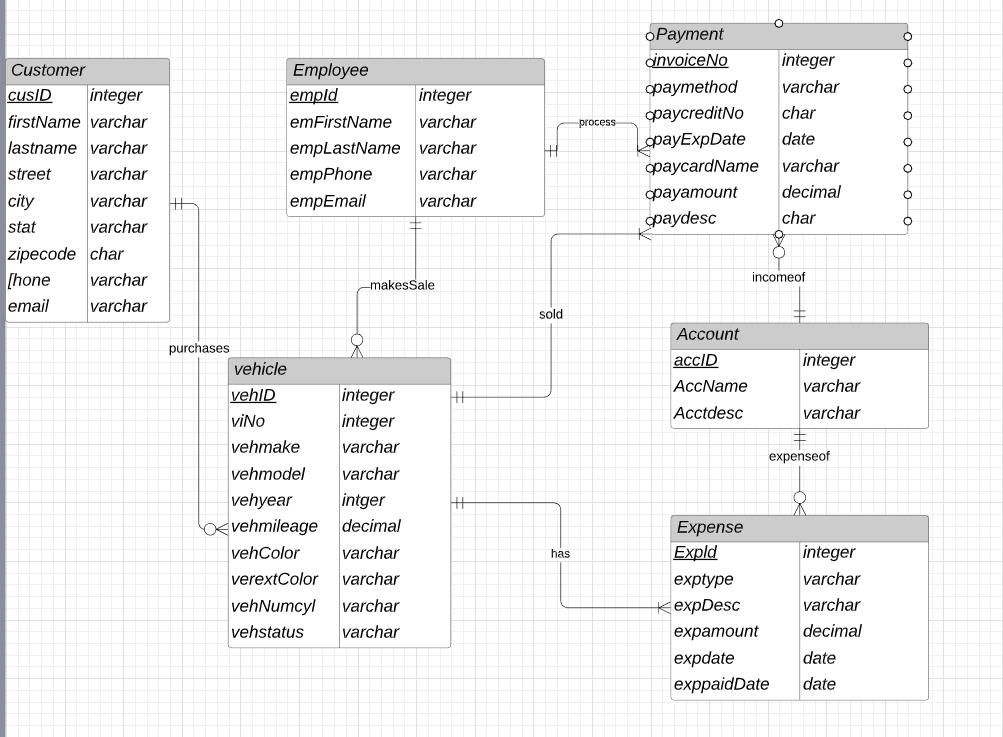 Customer
cusID integer
firstName varchar
lastname varchar
street varchar
city varchar
stat varchar
zipecode char
[hone varchar
email varchar
Employee
empId integer
emFirstName varchar
empLastName varchar
empPhone varchar
empEmail varchar
process
Payment
invoiceNo integer
paymethod varchar
paycreditNo char
payExpDate date
paycardName varchar
payamount decimal
paydesc char
makesSale
incomeof
sold
purchases
Account
accID integer
AccName varchar
Acctdesc varchar
vehicle
vehID integer
viNo integer
vehmake varchar
vehmodel varchar
vehyear intger
vehmileage decimal
vehColor varchar
verextColor varchar
vehNumcyl varchar
vehstatus varchar
expenseof
has
Expense
ExpId integer
exptype varchar
expDesc varchar
expamount decimal
expdate date
exppaidDate date